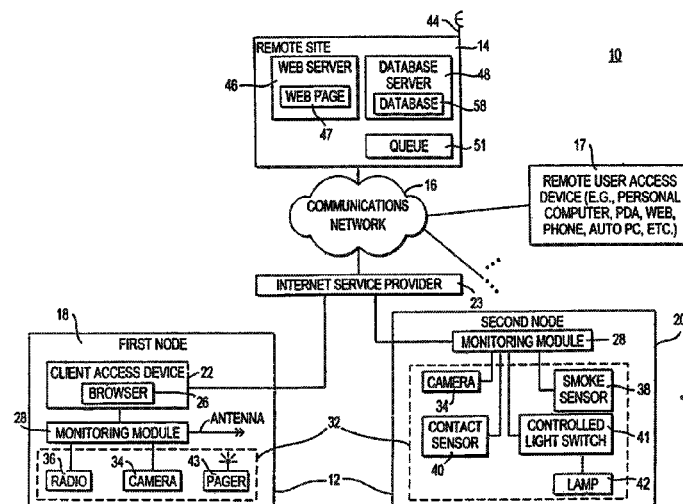 44
REMOTE SITE
14
10
WEB SERVER
46
WEB PAGE
47
DATABASE
SERVER
48
DATABASE
58
QUEUE
51
16
COMMUNICATIONS
NETWORK
17
REMOTE USER ACCESS
DEVICE (E.G., PERSONAL
COMPUTER, PDA, WEB,
PHONE, AUTO PC, ETC.)
INTERNET SERVICE PROVIDER
23
18
FIRST NODE
CLIENT ACCESS DEVICE
22
BROWSER
26
28
MONITORING MODULE
ANTENNA
32
36
RADIO
34
CAMERA
43
PAGER
12
SECOND NODE
20
MONITORING MODULE
28
CAMERA
34
SMOKE
SENSOR
38
CONTACT
SENSOR
40
CONTROLLED
LIGHT SWITCH
41
LAMP
42